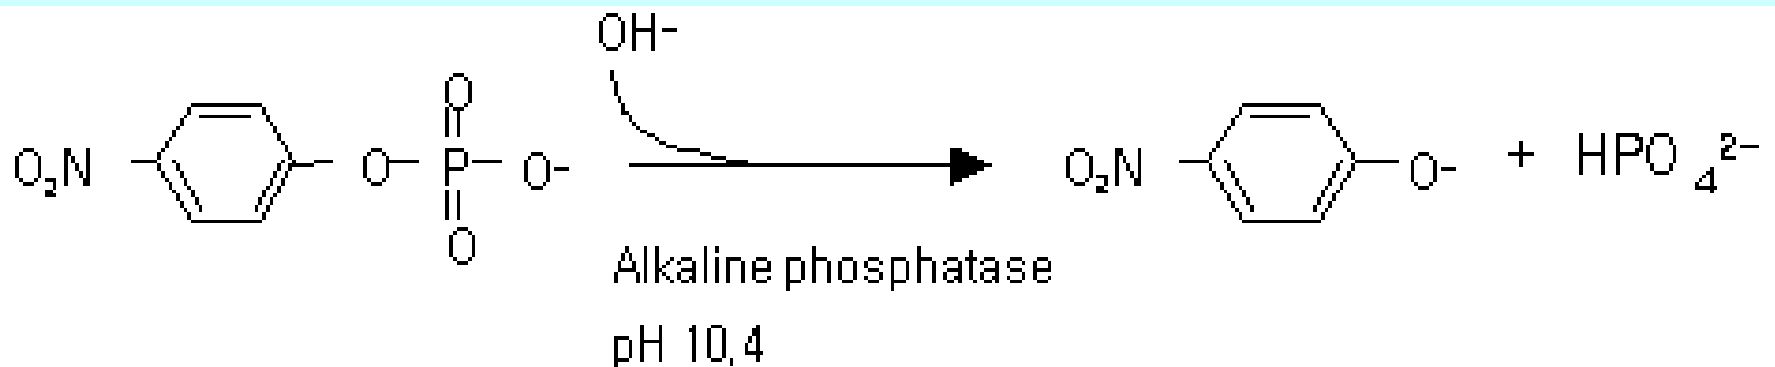 OH-
O
O₂N O P O- O₂N O- + HPO₄²⁻
O
Alkaline phosphatase
pH 10,4